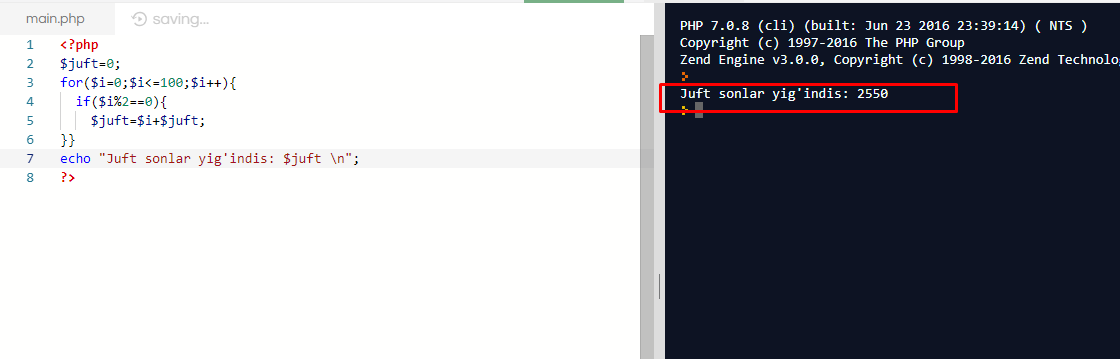 main.php saving...
1 <?php
2 $juft=0;
3 for($i=0;$i<=100;$i++){
4 if($i%2==0){
5 $juft=$i+$juft;
6 }}
7 echo "Juft sonlar yig'indis: $juft \n";
8 ?>
PHP 7.0.8 (cli) (built: Jun 23 2016 23:39:14) ( NTS )
Copyright (c) 1997-2016 The PHP Group
Zend Engine v3.0.0, Copyright (c) 1998-2016 Zend Technolo
Juft sonlar yig'indis: 2550